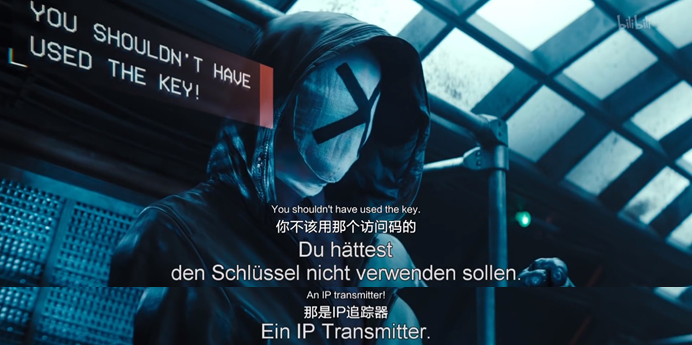 YOU SHOULDN'T HAVE
USED THE KEY!
bilibili
You shouldn't have used the key.
你不该用那个访问码的
Du hättest
den Schlüssel nicht verwenden sollen.
An IP transmitter!
那是IP追踪器
Ein IP Transmitter.